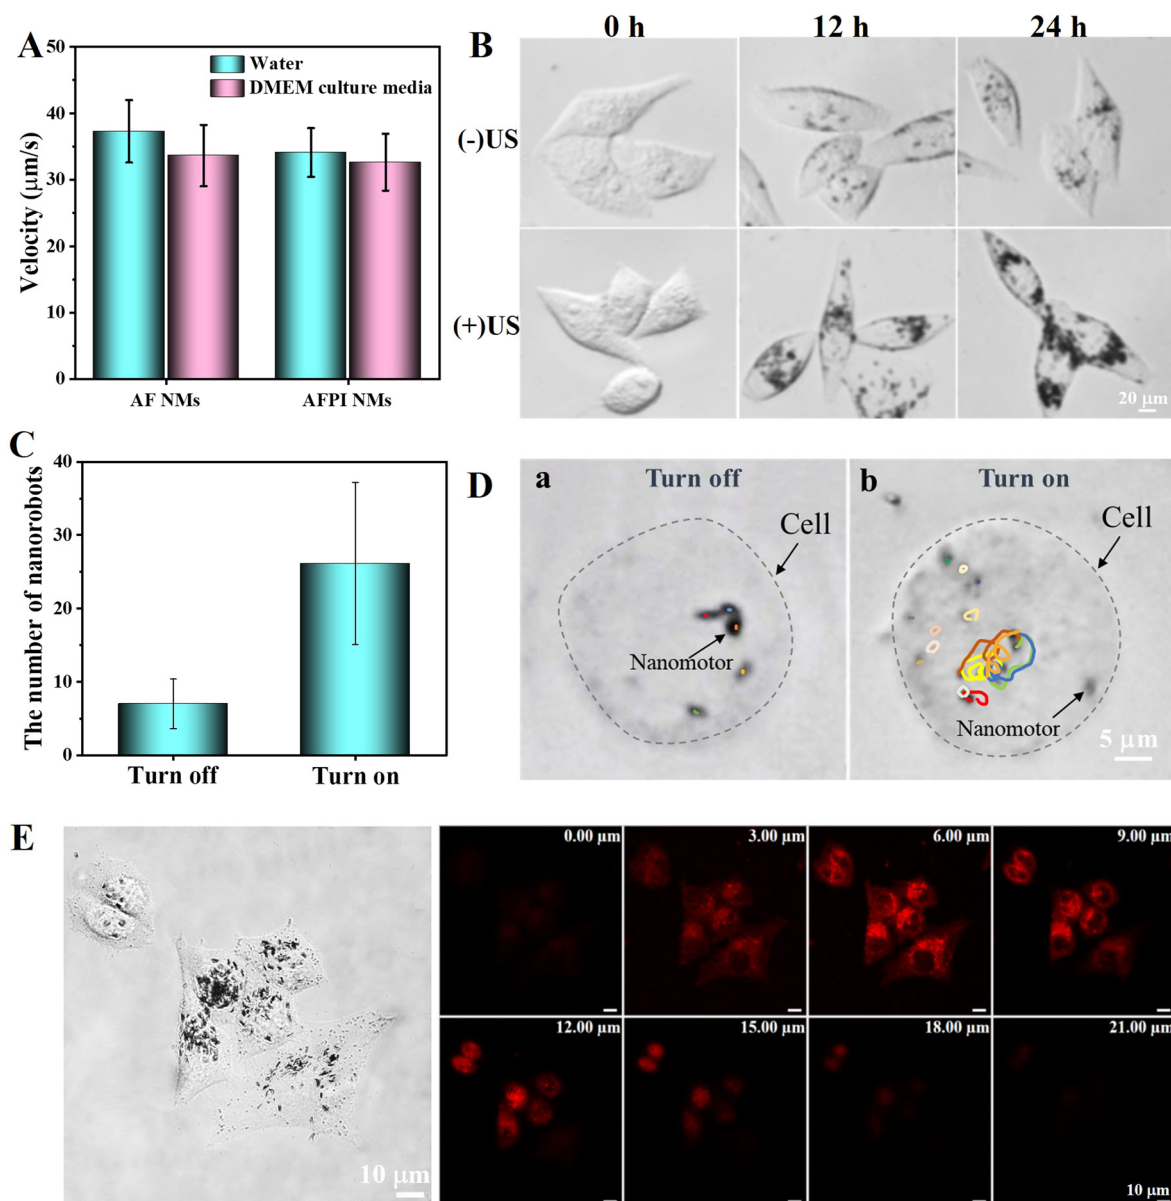 A
Water
DMEM culture media
Velocity (μm/s)
50
40
30
20
10
0
AF NMs
AFPI NMs
B
0 h
12 h
24 h
(-)US
(+)US
20 μm
C
The number of nanorobots
40
30
20
10
0
Turn off
Turn on
D
a
Turn off
Cell
Nanomotor
b
Turn on
Cell
Nanomotor
5 μm
E
10 μm
0.00 μm
3.00 μm
6.00 μm
9.00 μm
12.00 μm
15.00 μm
18.00 μm
21.00 μm
10 μm